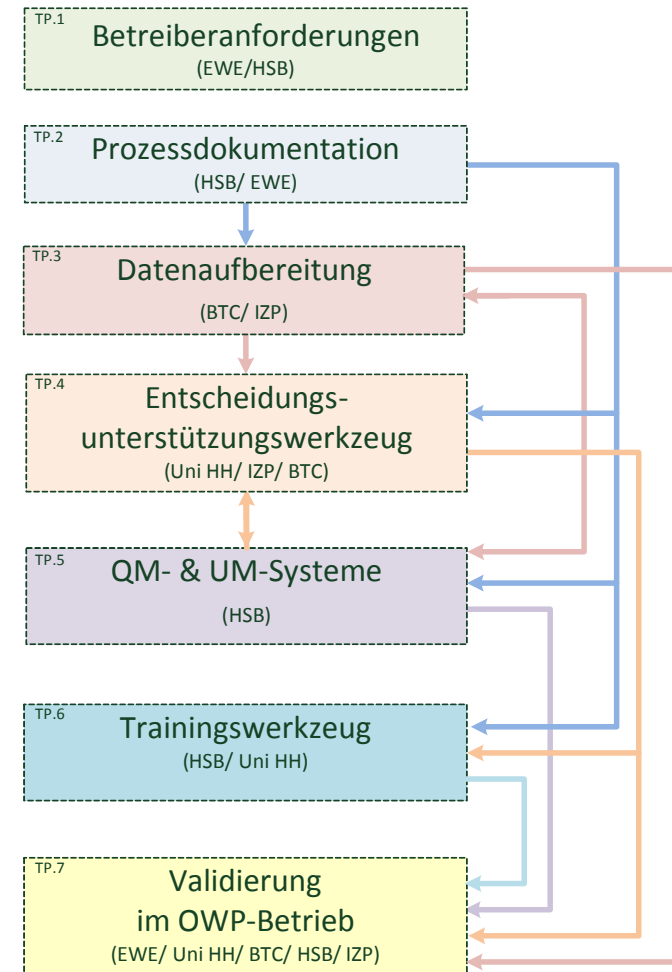 TP.1
Betreiberanforderungen
(EWE/HSB)
TP.2
Prozessdokumentation
(HSB/ EWE)
TP.3
Datenaufbereitung
(BTC/ IZP)
TP.4
Entscheidungs-
unterstützungswerkzeug
(Uni HH/ IZP/ BTC)
TP.5
QM- & UM-Systeme
(HSB)
TP.6
Trainingswerkzeug
(HSB/ Uni HH)
TP.7
Validierung
im OWP-Betrieb
(EWE/ Uni HH/ BTC/ HSB/ IZP)